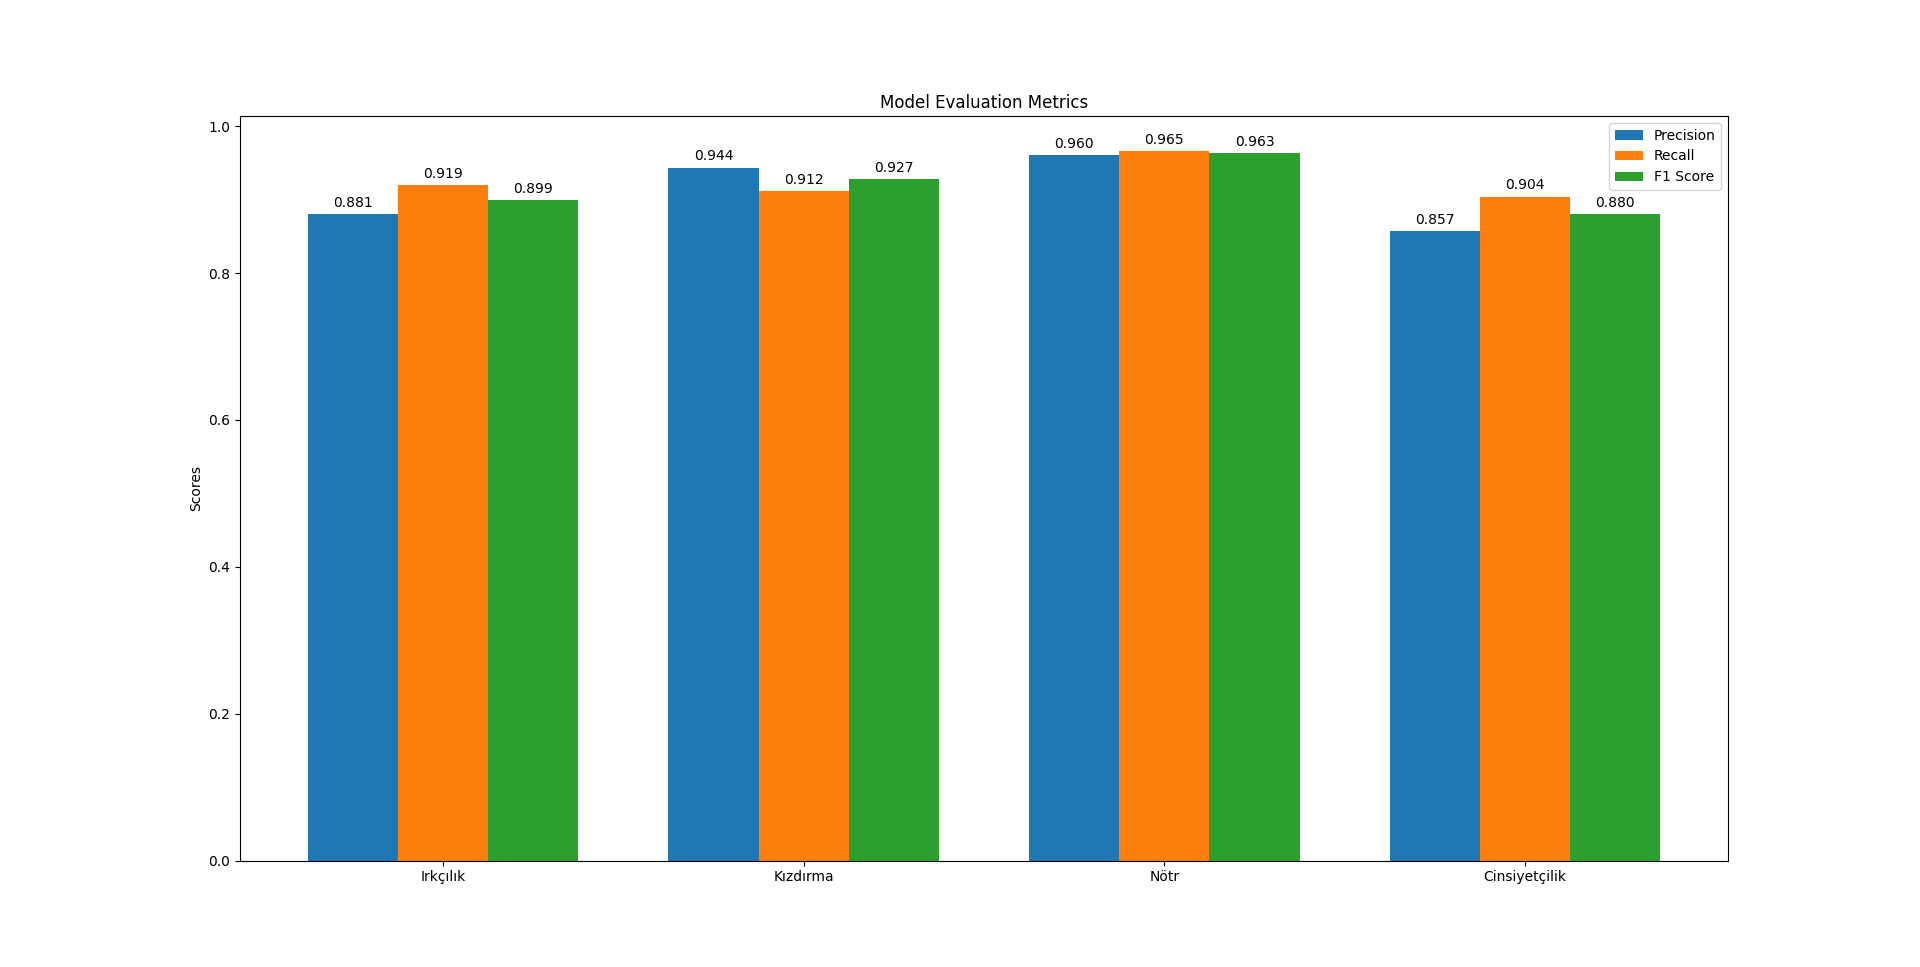 Model Evaluation Metrics
Precision
Recall
F1 Score
Scores
1.0
0.8
0.6
0.4
0.2
0.0
0.881
0.919
0.899
0.944
0.912
0.927
0.960
0.965
0.963
0.857
0.904
0.880
Irkçılık
Kızdırma
Nötr
Cinsiyetçilik